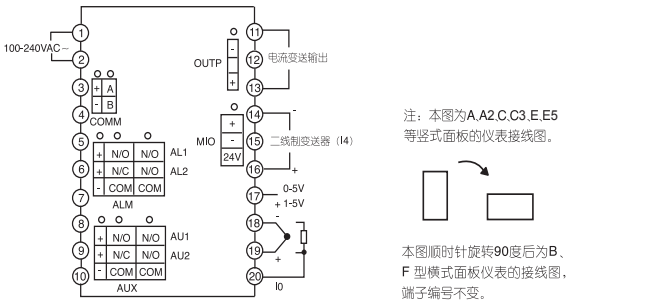 1
100-240VAC~
2
3
+ A
- B
4
COMM
5
+ N/O N/O AL1
6
+ N/C N/O AL2
- COM COM
7
ALM
8
+ N/O N/O AU1
9
+ N/C N/O AU2
- COM COM
10
AUX
11
-
OUTP
12
电流变送输出
+
13
14
-
+
MIO
-
15
二线制变送器(I4)
24V
16
+
17
0-5V
+ 1-5V
18
-
19
+
20
I0
注:本图为A,A2,C,C3,E,E5
等竖式面板的仪表接线图。
本图顺时针旋转90度后为B、
F 型横式面板仪表的接线图,
端子编号不变。